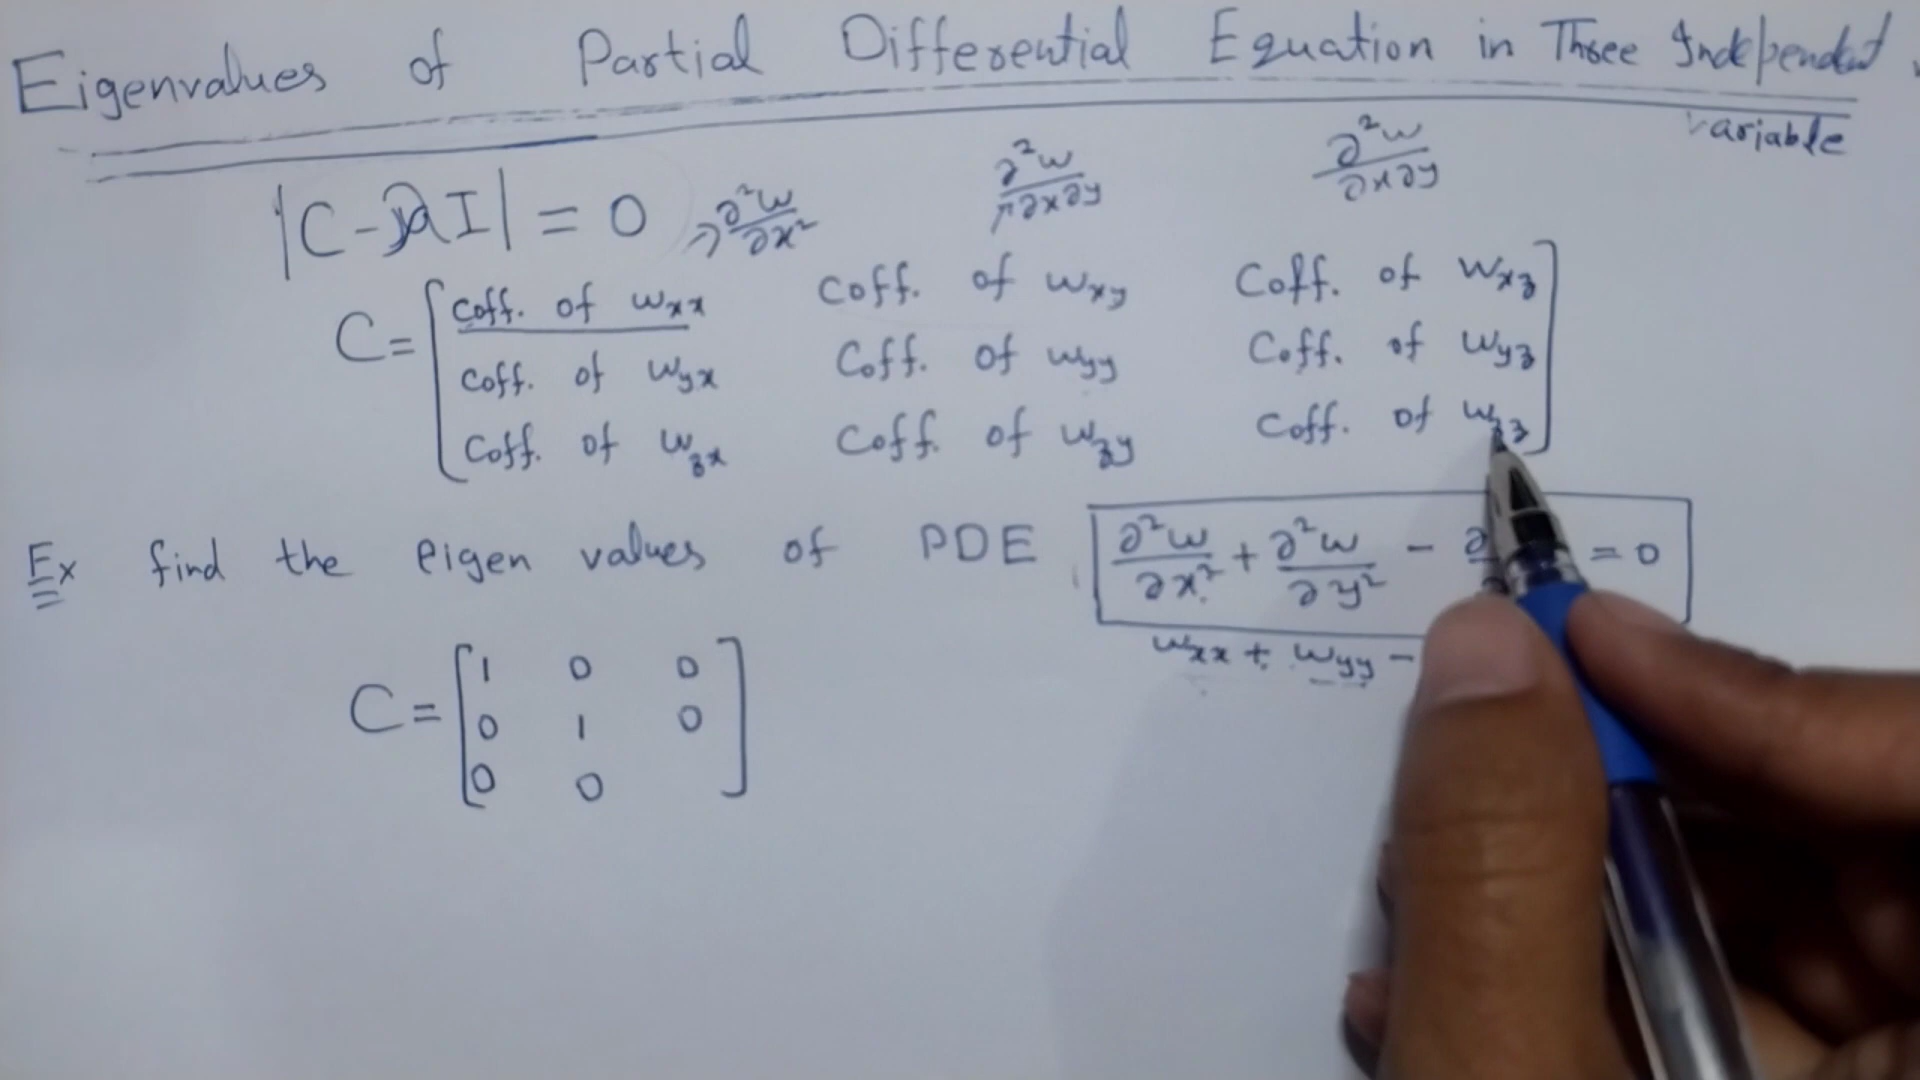 Eigenvalues of Partial Differential Equation in Three Independent
variable
|C-λI| = 0 → ∂²w/∂x² ∂²w/∂x∂y ∂²w/∂x∂y
C = [ Coff. of wxx Coff. of wxy Coff. of wxz
Coff. of wyx Coff. of wyy Coff. of wyz
Coff. of wzx Coff. of wzy Coff. of wzz ]
Ex find the eigen values of PDE ∂²w/∂x² + ∂²w/∂y² - = 0
wxx + wyy -
C = [ 1 0 0
0 1 0
0 0 ]